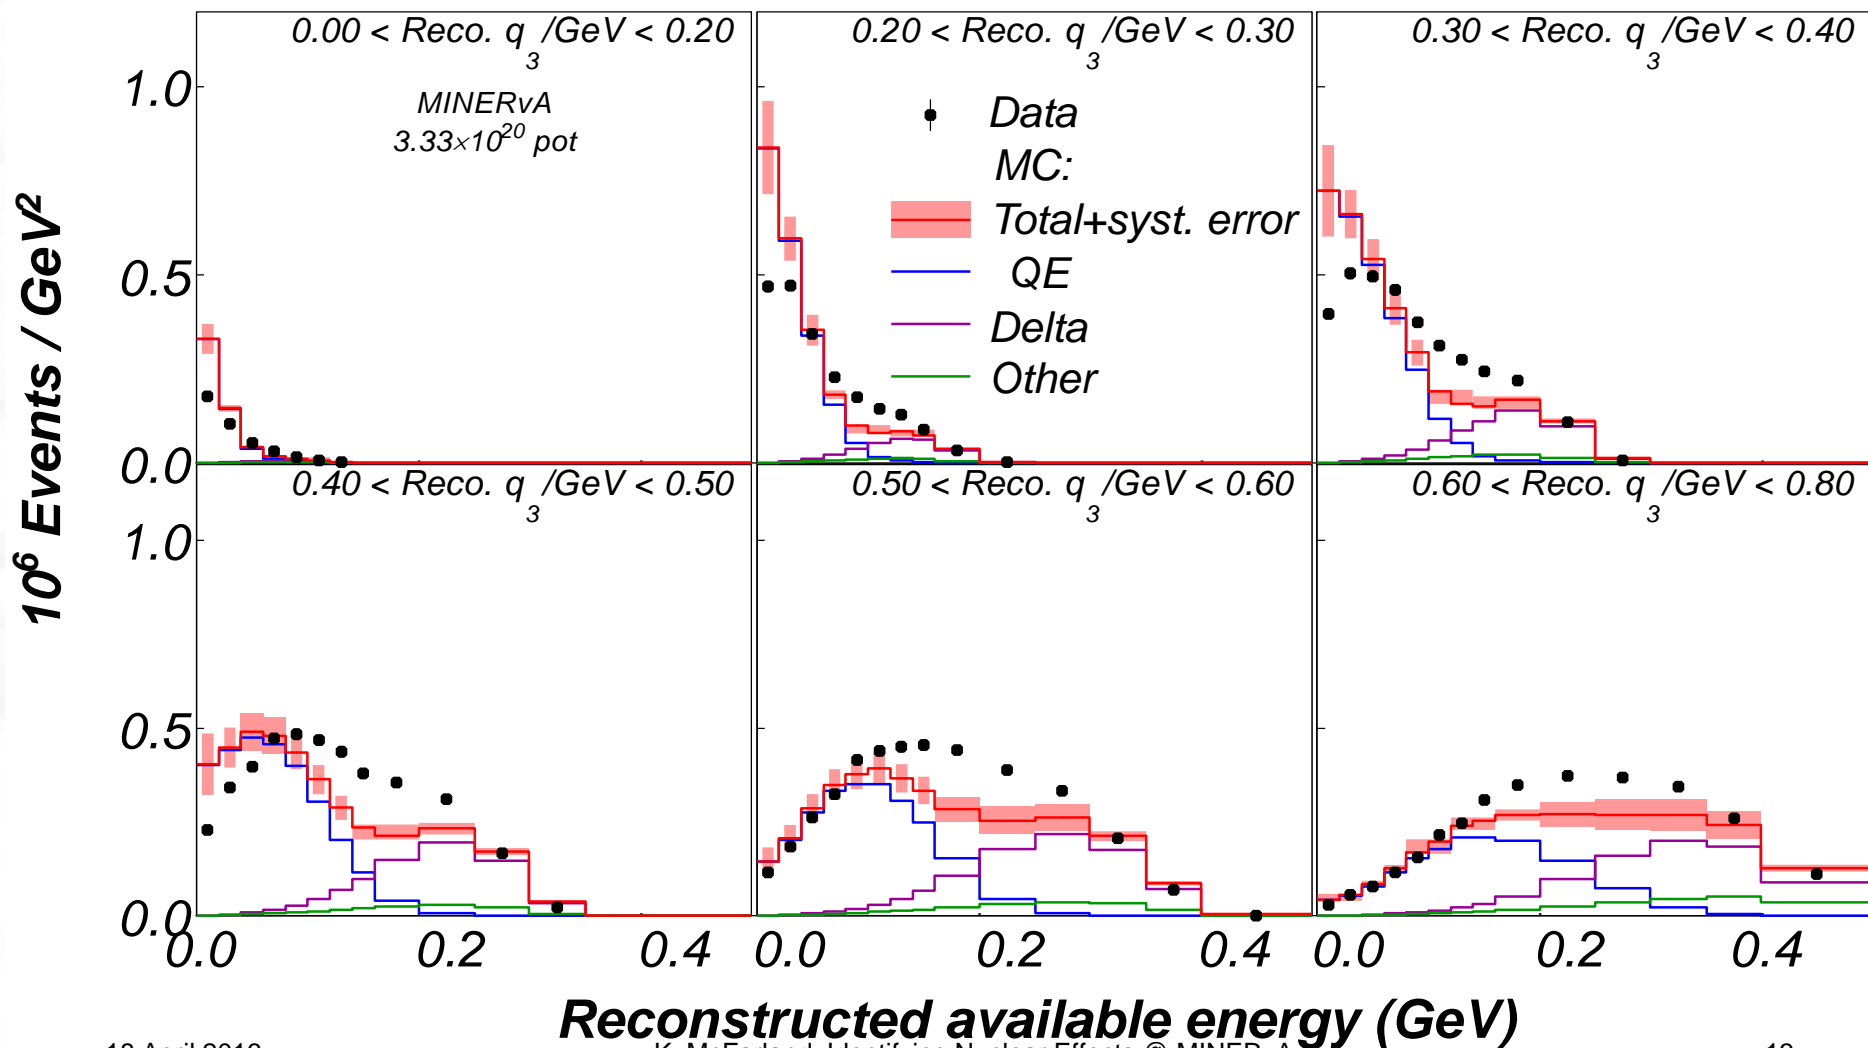 0.00 < Reco. q3/GeV < 0.20
0.20 < Reco. q3/GeV < 0.30
0.30 < Reco. q3/GeV < 0.40
MINERvA
3.33×10^20 pot
Data
MC:
Total+syst. error
QE
Delta
Other
1.0
0.5
0.0
10^6 Events / GeV^2
0.40 < Reco. q3/GeV < 0.50
0.50 < Reco. q3/GeV < 0.60
0.60 < Reco. q3/GeV < 0.80
1.0
0.5
0.0
0.0 0.2 0.4 0.0 0.2 0.4 0.0 0.2 0.4
Reconstructed available energy (GeV)
K. McFarland, Identifying Nuclear Effects @ MINERvA